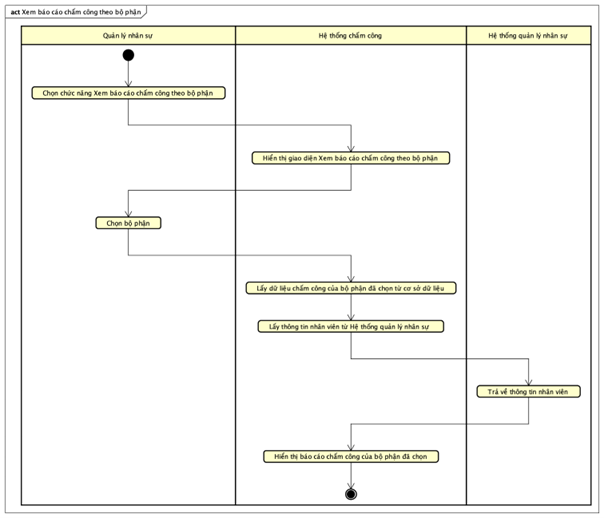 act Xem báo cáo chấm công theo bộ phận
Quản lý nhân sự
Hệ thống chấm công
Hệ thống quản lý nhân sự
Chọn chức năng Xem báo cáo chấm công theo bộ phận
Hiển thị giao diện Xem báo cáo chấm công theo bộ phận
Chọn bộ phận
Lấy dữ liệu chấm công của bộ phận đã chọn từ cơ sở dữ liệu
Lấy thông tin nhân viên từ Hệ thống quản lý nhân sự
Trả về thông tin nhân viên
Hiển thị báo cáo chấm công của bộ phận đã chọn